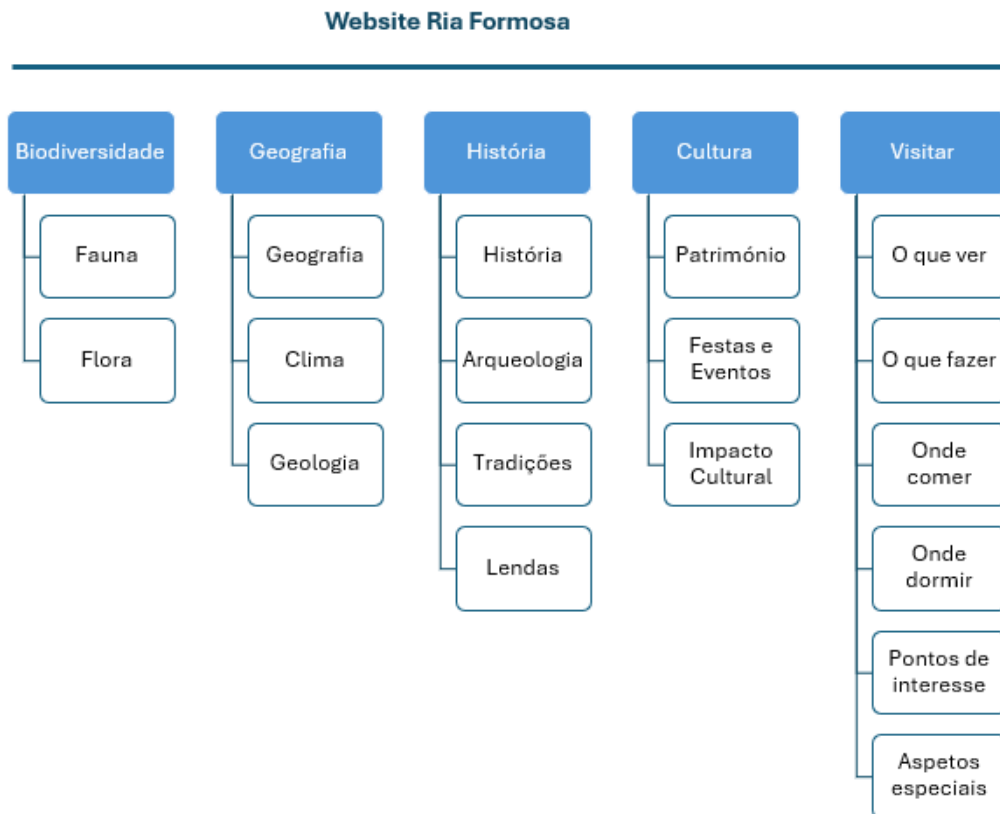 Website Ria Formosa
Biodiversidade
Fauna
Flora
Geografia
Geografia
Clima
Geologia
História
História
Arqueologia
Tradições
Lendas
Cultura
Património
Festas e
Eventos
Impacto
Cultural
Visitar
O que ver
O que fazer
Onde
comer
Onde
dormir
Pontos de
interesse
Aspetos
especiais